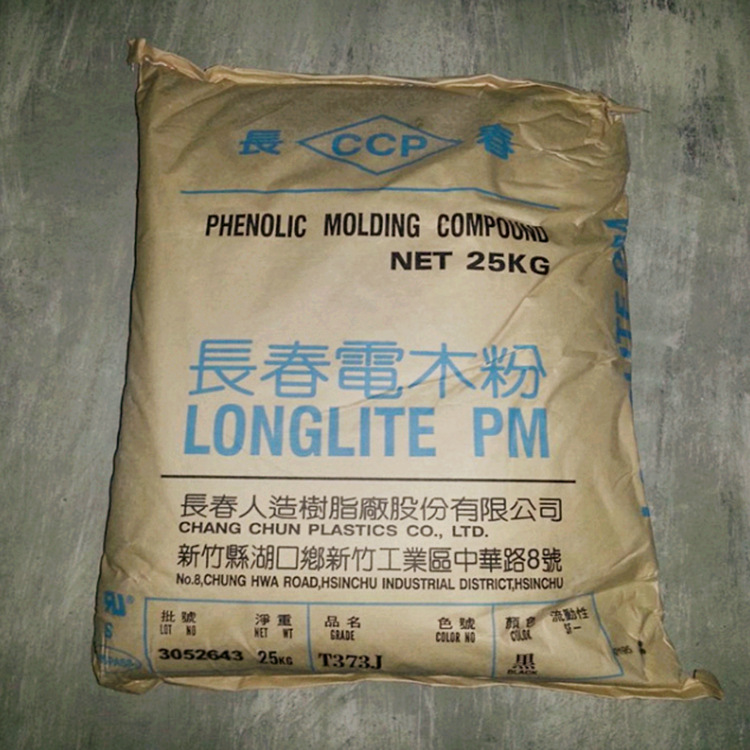 長 CCP 春
PHENOLIC MOLDING COMPOUND
NET 25KG
長春電木粉
LONGLITE PM
長春人造樹脂廠股份有限公司
CHANG CHUN PLASTICS CO., LTD.
新竹縣湖口鄉新竹工業區中華路8號
No.8,CHUNG HWA ROAD,HSINCHU INDUSTRIAL DISTRICT,HSINCHU
批號 淨重 品名 色號 顏色 流動性
LOT NO NET WT GRADE COLOR NO COLOR
3052643 25KG T373J 黑
BLACK